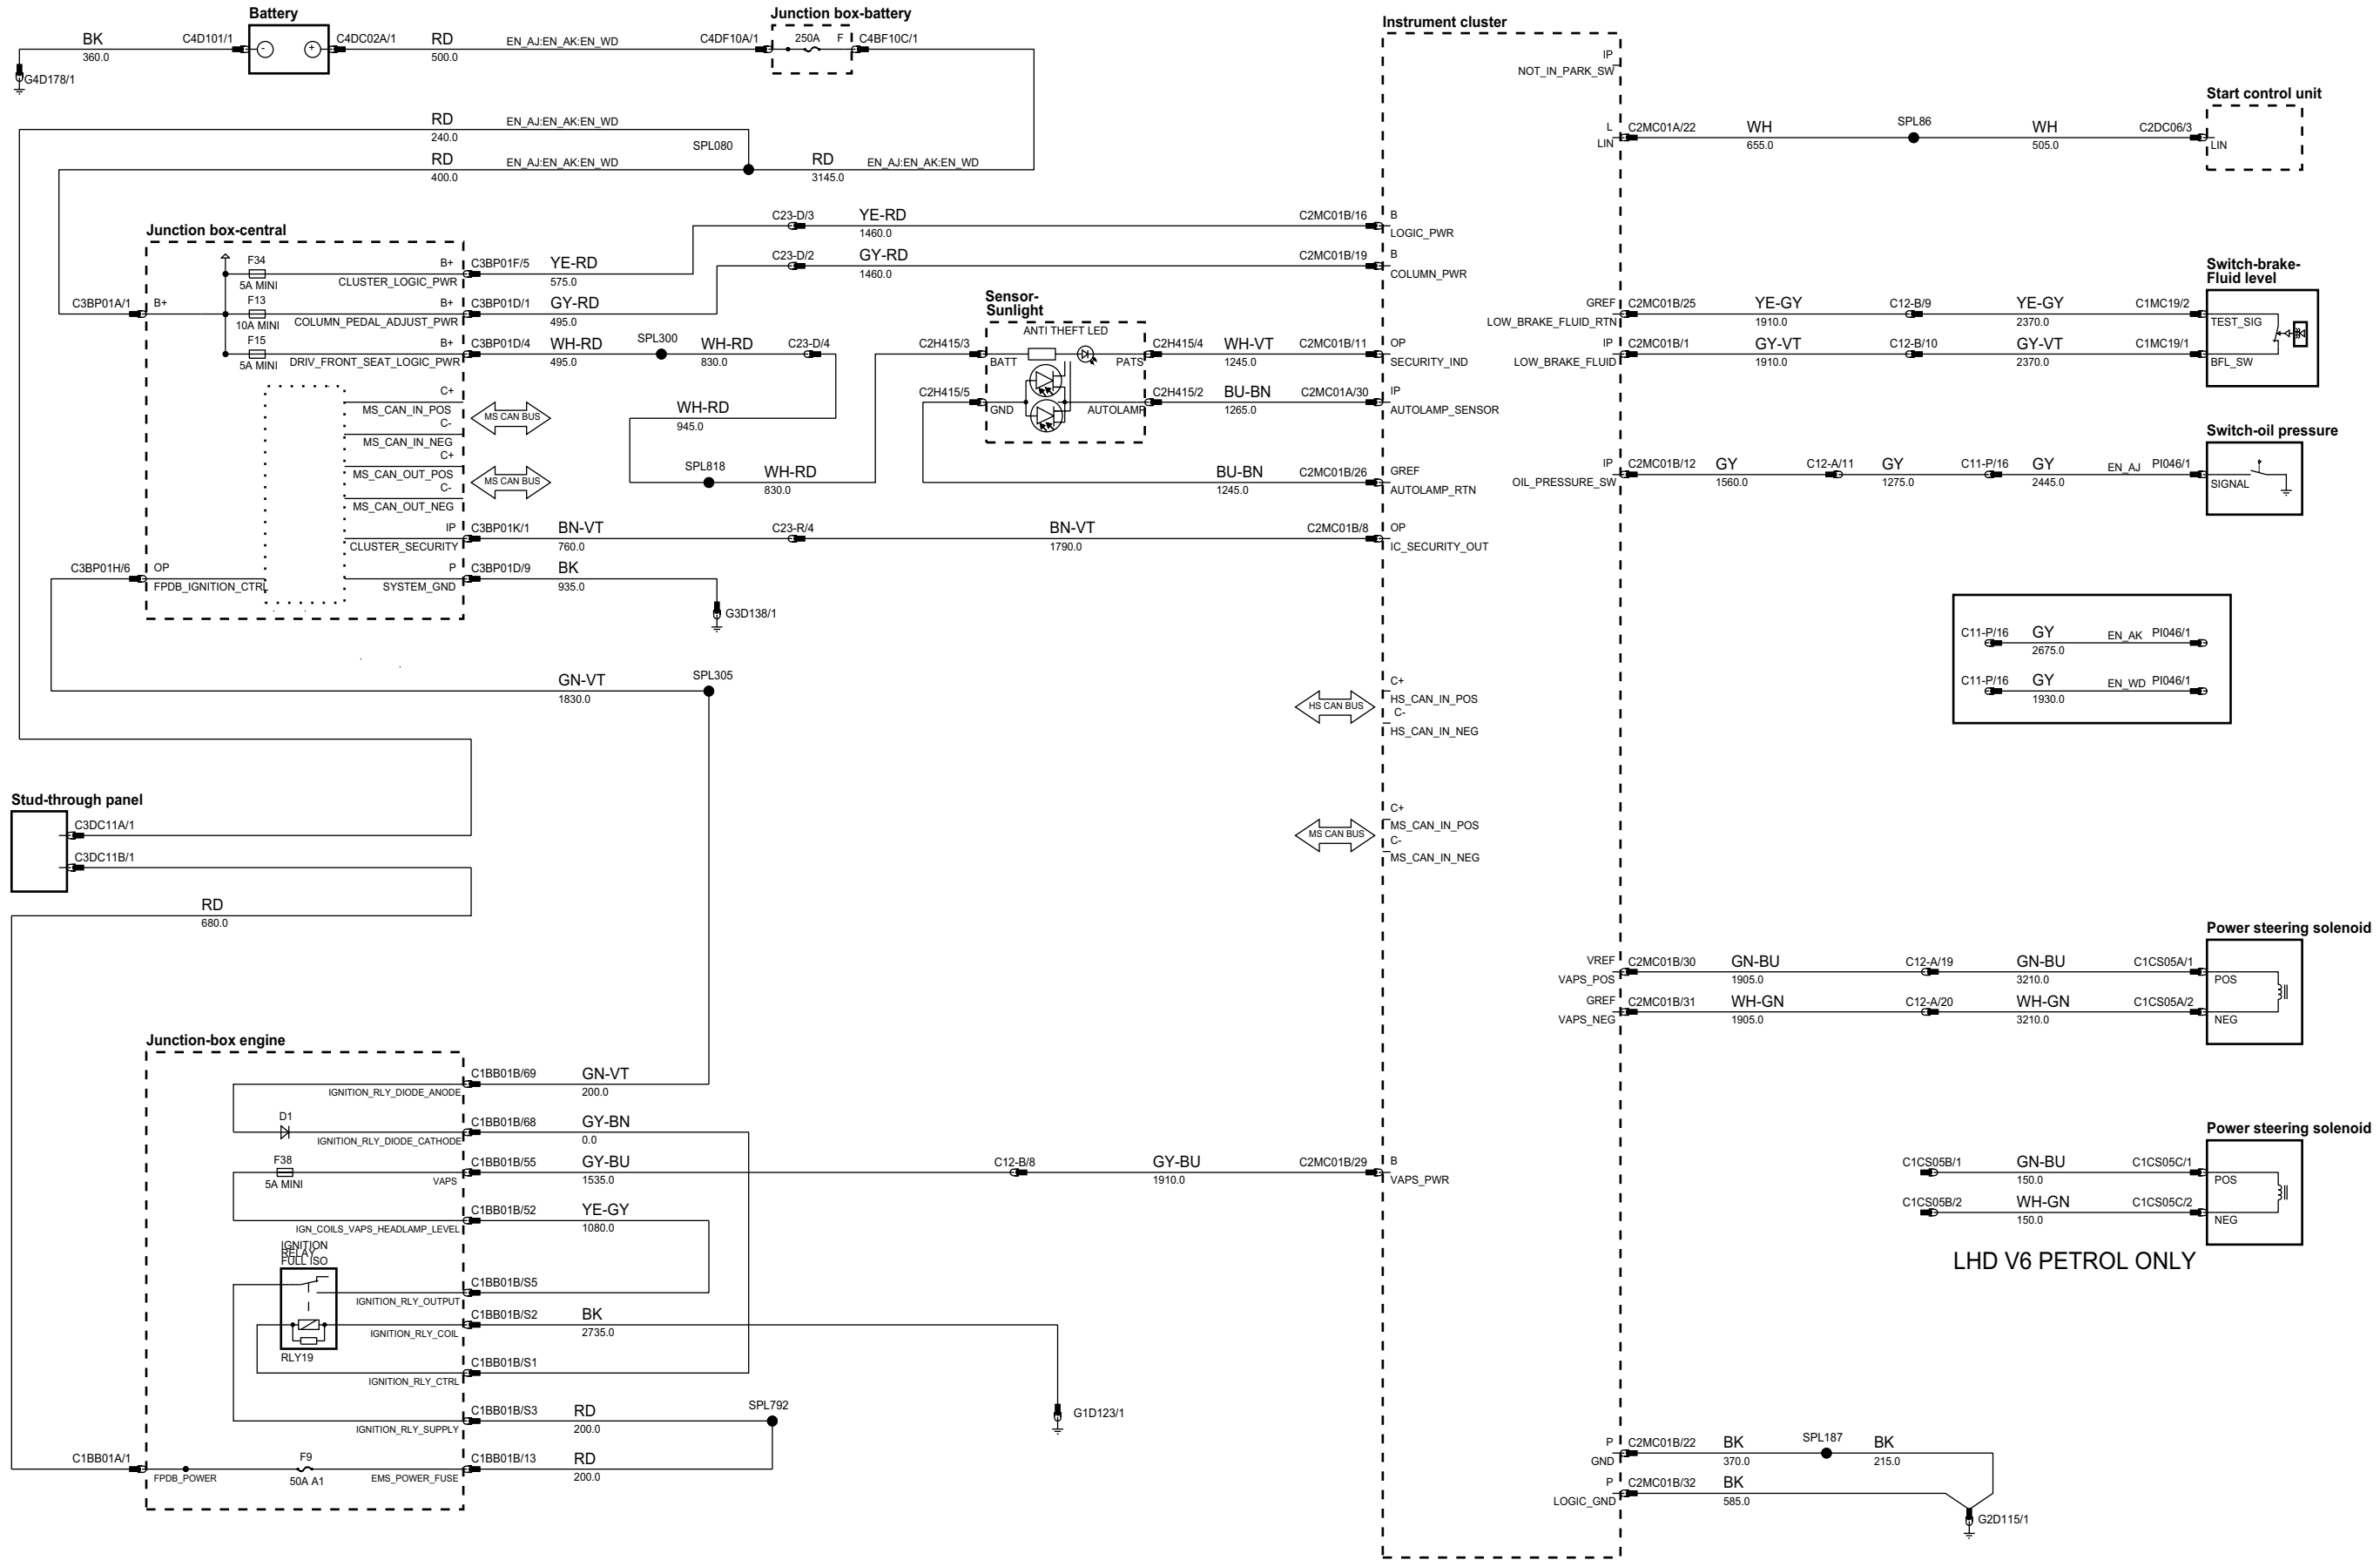 Battery
BK
360.0
C4D101/1
-
+
C4DC02A/1
RD
500.0
EN_AJ:EN_AK:EN_WD
G4D178/1
Junction box-battery
C4DF10A/1
250A
F
C4BF10C/1
RD
240.0
EN_AJ:EN_AK:EN_WD
SPL080
RD
400.0
EN_AJ:EN_AK:EN_WD
RD
3145.0
EN_AJ:EN_AK:EN_WD
Junction box-central
C3BP01A/1
B+
F34
5A MINI
B+
CLUSTER_LOGIC_PWR
C3BP01F/5
YE-RD
575.0
C23-D/3
YE-RD
1460.0
C2MC01B/16
F13
10A MINI
B+
COLUMN_PEDAL_ADJUST_PWR
C3BP01D/1
GY-RD
495.0
C23-D/2
GY-RD
1460.0
C2MC01B/19
F15
5A MINI
B+
DRIV_FRONT_SEAT_LOGIC_PWR
C3BP01D/4
WH-RD
495.0
SPL300
WH-RD
830.0
C23-D/4
WH-RD
945.0
SPL818
WH-RD
830.0
C+
MS_CAN_IN_POS
C-
MS_CAN_IN_NEG
MS CAN BUS
C+
MS_CAN_OUT_POS
C-
MS_CAN_OUT_NEG
MS CAN BUS
IP
CLUSTER_SECURITY
C3BP01K/1
BN-VT
760.0
C23-R/4
BN-VT
1790.0
C2MC01B/8
C3BP01H/6
OP
FPDB_IGNITION_CTRL
P
SYSTEM_GND
C3BP01D/9
BK
935.0
G3D138/1
GN-VT
1830.0
SPL305
Sensor-
Sunlight
ANTI THEFT LED
C2H415/3
BATT
PATS
C2H415/4
WH-VT
1245.0
C2MC01B/11
C2H415/5
GND
AUTOLAMP
C2H415/2
BU-BN
1265.0
C2MC01A/30
BU-BN
1245.0
C2MC01B/26
Stud-through panel
C3DC11A/1
C3DC11B/1
RD
680.0
Junction-box engine
IGNITION_RLY_DIODE_ANODE
C1BB01B/69
GN-VT
200.0
D1
IGNITION_RLY_DIODE_CATHODE
C1BB01B/68
GY-BN
0.0
F38
5A MINI
VAPS
C1BB01B/55
GY-BU
1535.0
C12-B/8
GY-BU
1910.0
C2MC01B/29
IGN_COILS_VAPS_HEADLAMP_LEVEL
C1BB01B/52
YE-GY
1080.0
IGNITION
RELAY
FULL ISO
RLY19
IGNITION_RLY_OUTPUT
C1BB01B/S5
IGNITION_RLY_COIL
C1BB01B/S2
BK
2735.0
IGNITION_RLY_CTRL
C1BB01B/S1
IGNITION_RLY_SUPPLY
C1BB01B/S3
RD
200.0
SPL792
G1D123/1
C1BB01A/1
FPDB_POWER
F9
50A A1
EMS_POWER_FUSE
C1BB01B/13
RD
200.0
Instrument cluster
B
LOGIC_PWR
B
COLUMN_PWR
OP
SECURITY_IND
IP
AUTOLAMP_SENSOR
GREF
AUTOLAMP_RTN
OP
IC_SECURITY_OUT
HS CAN BUS
C+
HS_CAN_IN_POS
C-
HS_CAN_IN_NEG
MS CAN BUS
C+
MS_CAN_IN_POS
C-
MS_CAN_IN_NEG
B
VAPS_PWR
IP
NOT_IN_PARK_SW
L
LIN
C2MC01A/22
WH
655.0
SPL86
WH
505.0
C2DC06/3
Start control unit
LIN
GREF
LOW_BRAKE_FLUID_RTN
C2MC01B/25
YE-GY
1910.0
C12-B/9
YE-GY
2370.0
C1MC19/2
Switch-brake-
Fluid level
TEST_SIG
IP
LOW_BRAKE_FLUID
C2MC01B/1
GY-VT
1910.0
C12-B/10
GY-VT
2370.0
C1MC19/1
BFL_SW
IP
OIL_PRESSURE_SW
C2MC01B/12
GY
1560.0
C12-A/11
GY
1275.0
C11-P/16
GY
2445.0
EN_AJ
PI046/1
Switch-oil pressure
SIGNAL
C11-P/16
GY
2675.0
EN_AK
PI046/1
C11-P/16
GY
1930.0
EN_WD
PI046/1
VREF
VAPS_POS
C2MC01B/30
GN-BU
1905.0
C12-A/19
GN-BU
3210.0
C1CS05A/1
Power steering solenoid
POS
GREF
VAPS_NEG
C2MC01B/31
WH-GN
1905.0
C12-A/20
WH-GN
3210.0
C1CS05A/2
NEG
Power steering solenoid
C1CS05B/1
GN-BU
150.0
C1CS05C/1
POS
C1CS05B/2
WH-GN
150.0
C1CS05C/2
NEG
LHD V6 PETROL ONLY
P
GND
C2MC01B/22
BK
370.0
SPL187
BK
215.0
P
LOGIC_GND
C2MC01B/32
BK
585.0
G2D115/1